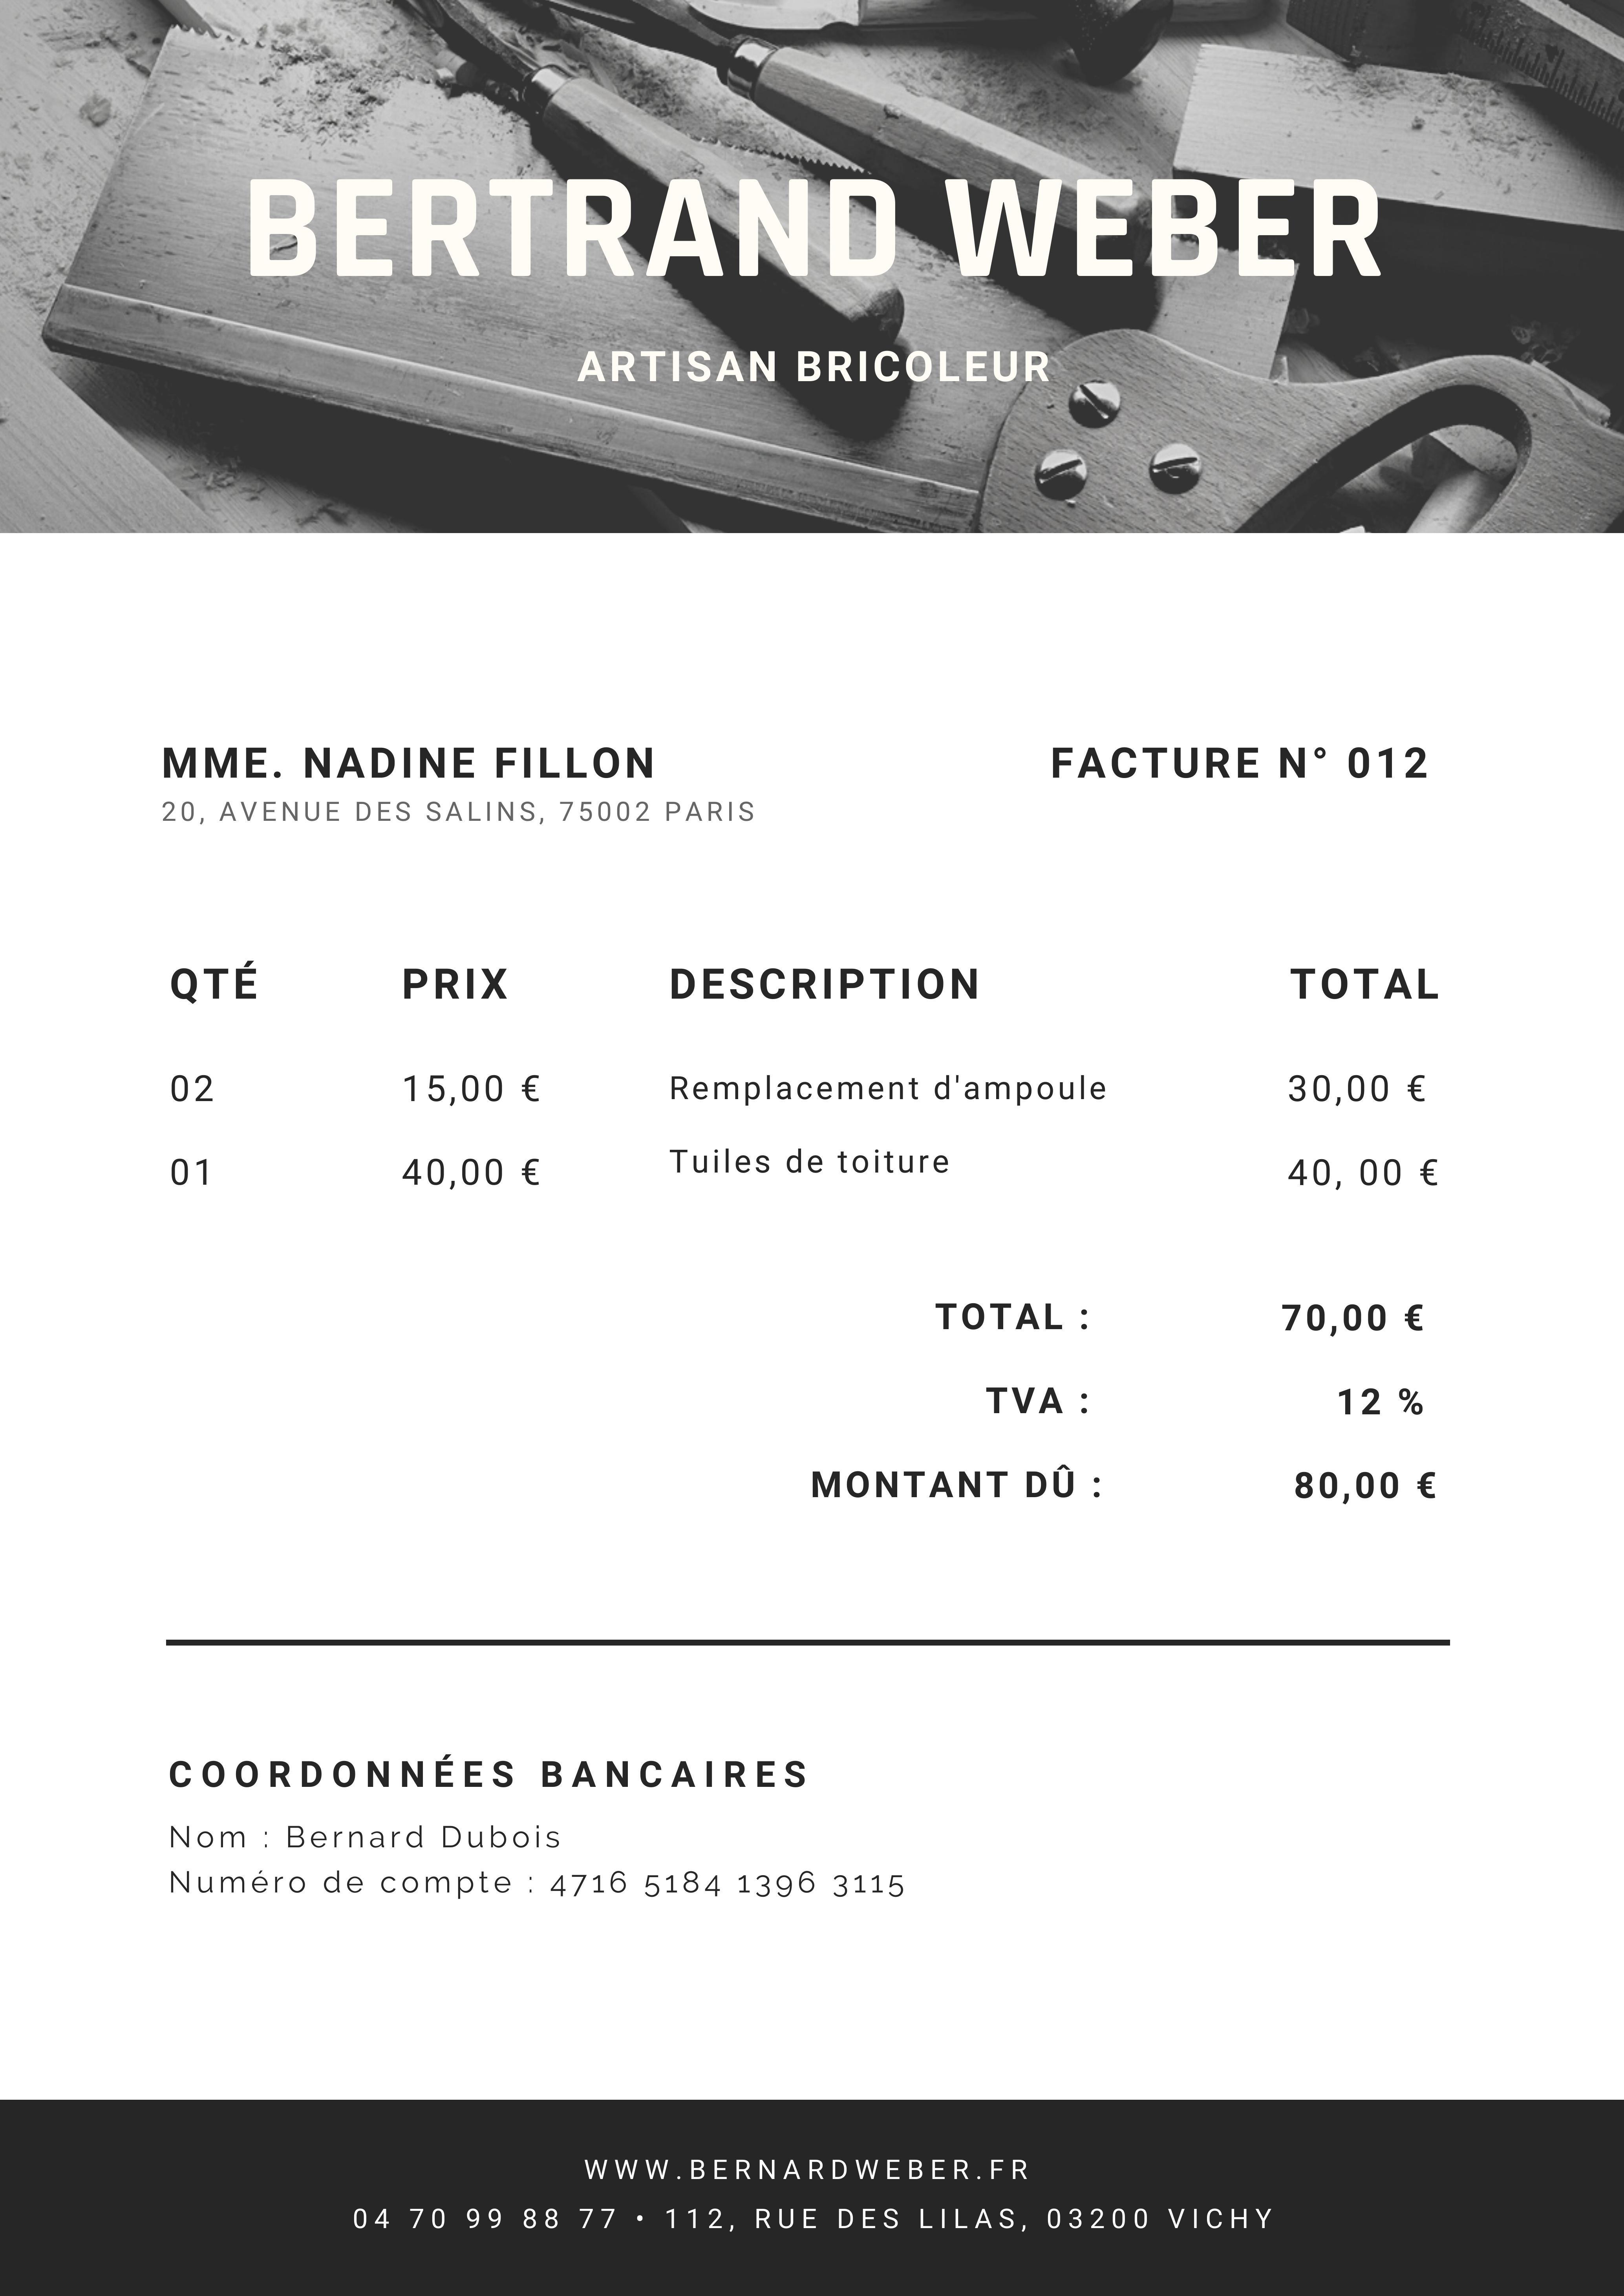 BERTRAND WEBER
ARTISAN BRICOLEUR
MME. NADINE FILLON FACTURE N° 012
20, AVENUE DES SALINS, 75002 PARIS
QTÉ PRIX DESCRIPTION TOTAL
02 15,00 € Remplacement d'ampoule 30,00 €
01 40,00 € Tuiles de toiture 40, 00 €
TOTAL : 70,00 €
TVA : 12 %
MONTANT DÛ : 80,00 €
COORDONNÉES BANCAIRES
Nom : Bernard Dubois
Numéro de compte : 4716 5184 1396 3115
WWW.BERNARDWEBER.FR
04 70 99 88 77 • 112, RUE DES LILAS, 03200 VICHY